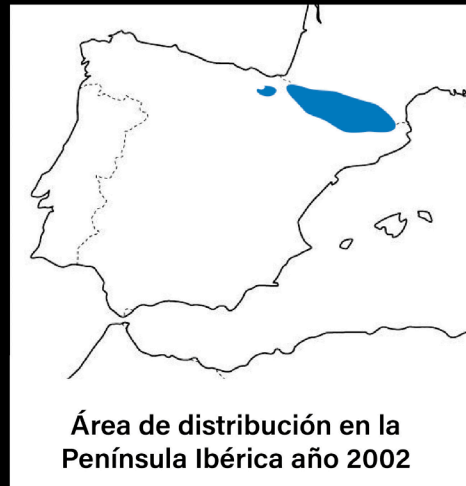 Área de distribución en la
Península Ibérica año 2002